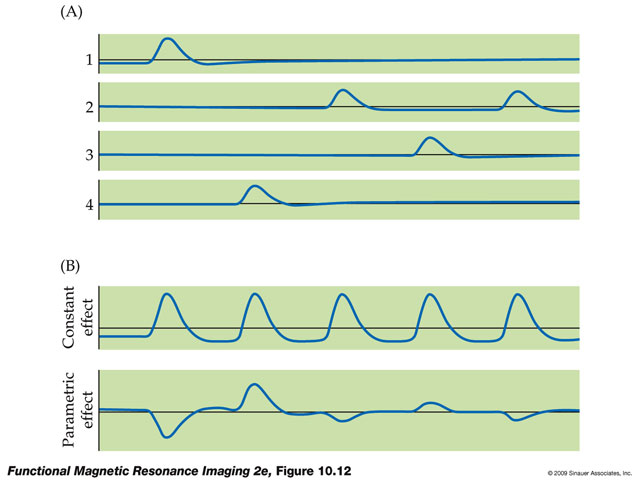 (A)
1
2
3
4
(B)
Constant
effect
Parametric
effect
Functional Magnetic Resonance Imaging 2e, Figure 10.12
© 2009 Sinauer Associates, Inc.